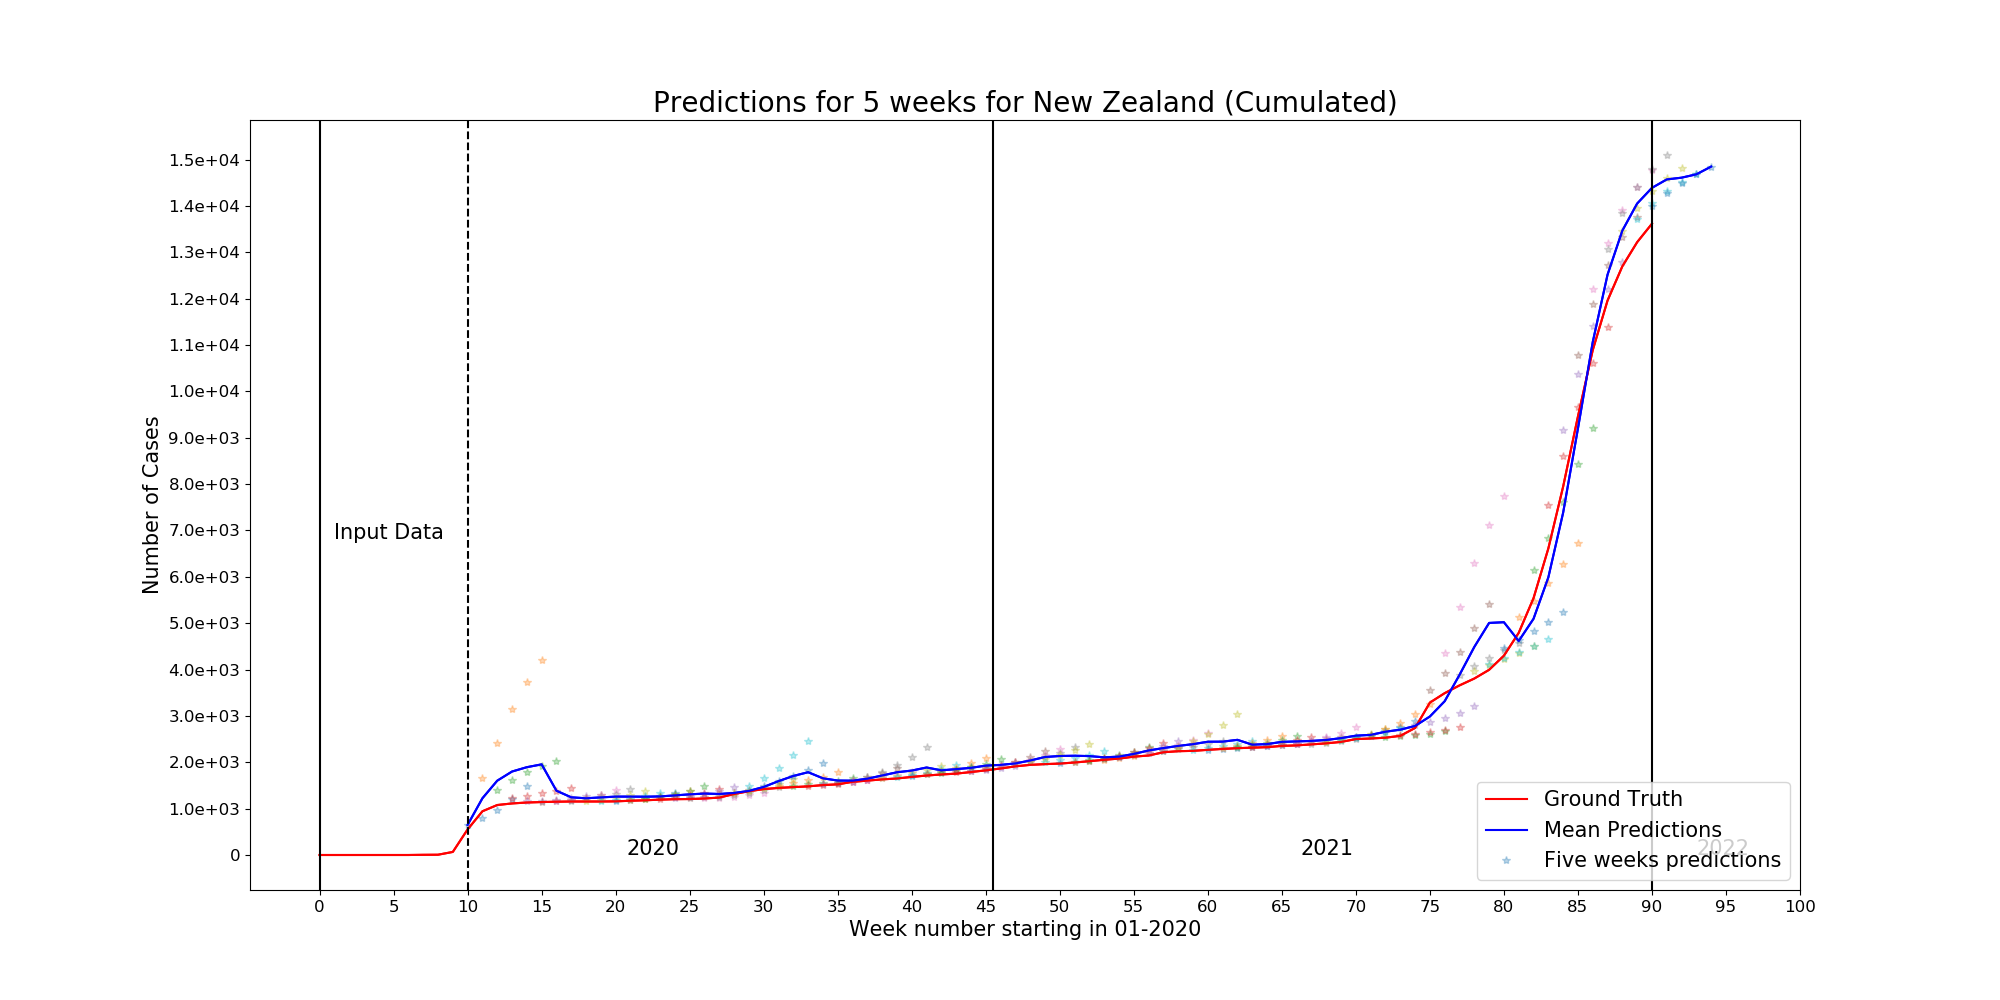 Predictions for 5 weeks for New Zealand (Cumulated)
1.5e+04
1.4e+04
1.3e+04
1.2e+04
1.1e+04
1.0e+04
9.0e+03
8.0e+03
7.0e+03
6.0e+03
5.0e+03
4.0e+03
3.0e+03
2.0e+03
1.0e+03
0
Number of Cases
Input Data
2020
2021
2022
Ground Truth
Mean Predictions
Five weeks predictions
0 5 10 15 20 25 30 35 40 45 50 55 60 65 70 75 80 85 90 95 100
Week number starting in 01-2020